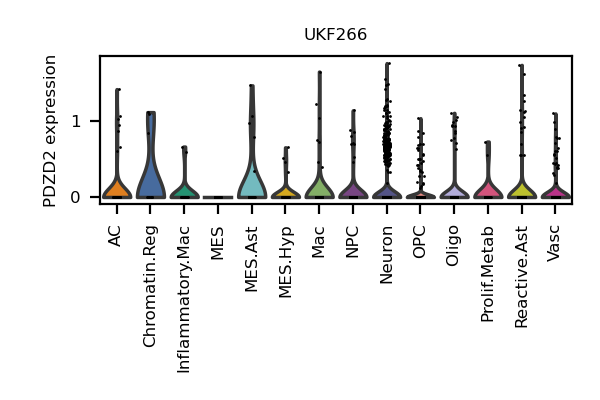 UKF266
PDZD2 expression
1
0
AC
Chromatin.Reg
Inflammatory.Mac
MES
MES.Ast
MES.Hyp
Mac
NPC
Neuron
OPC
Oligo
Prolif.Metab
Reactive.Ast
Vasc